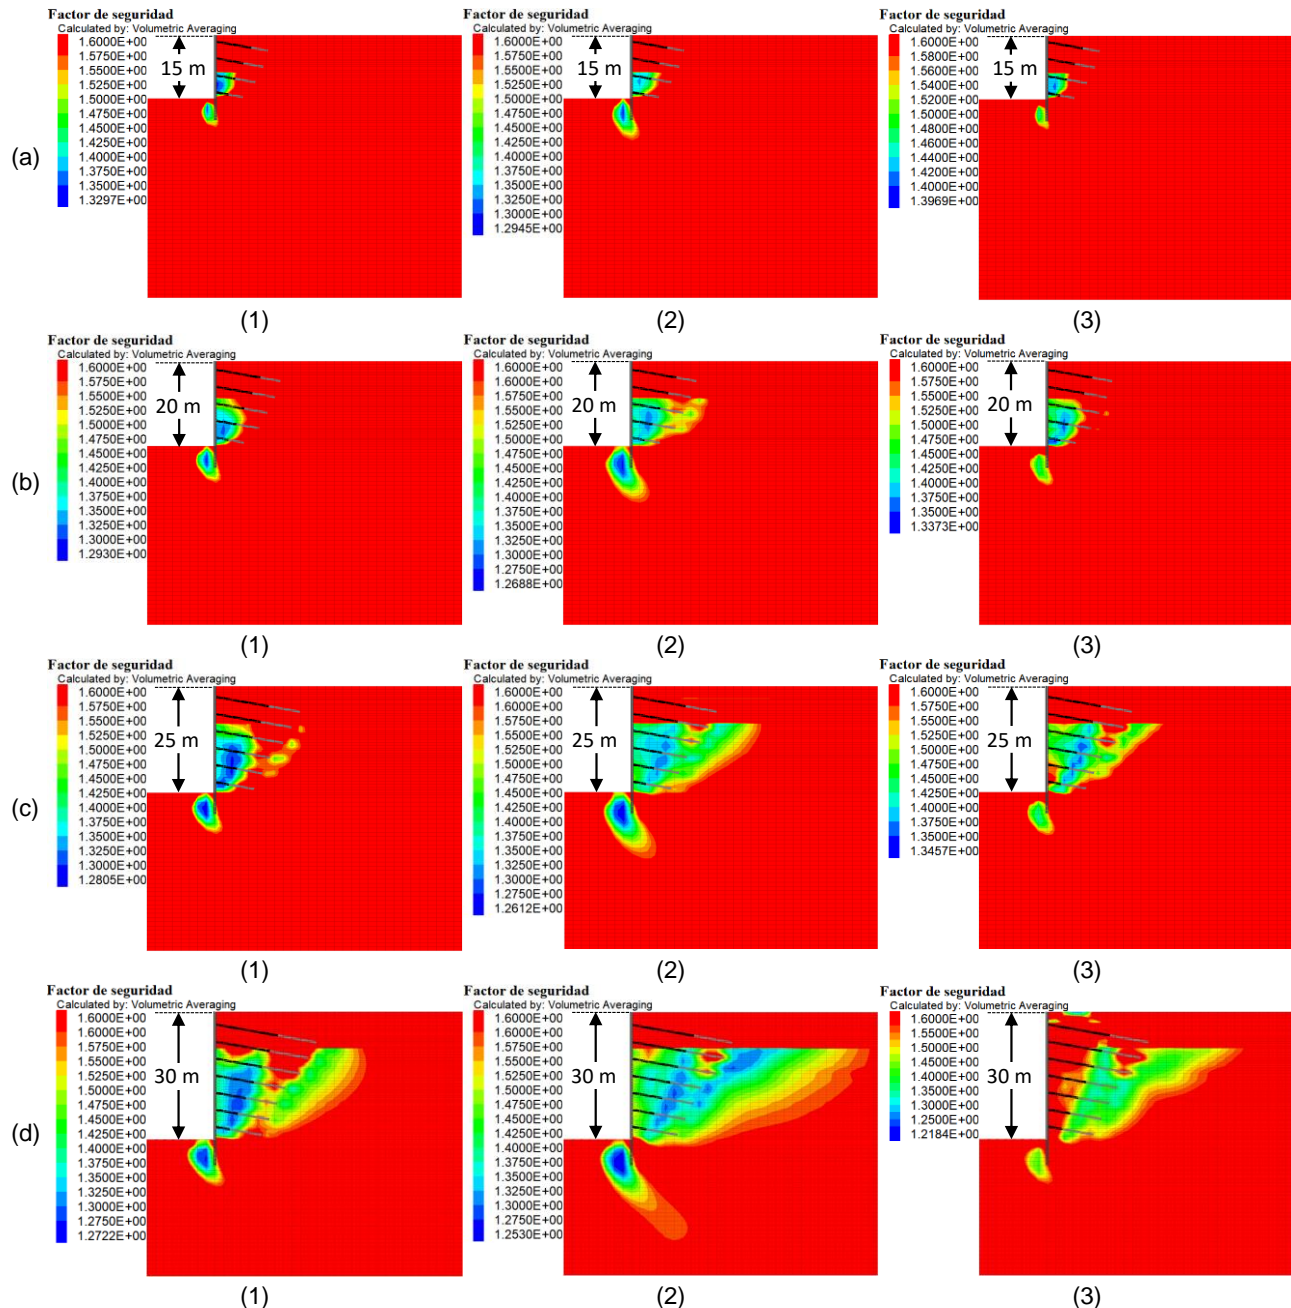 Factor de seguridad
Calculated by: Volumetric Averaging
1.6000E+00
1.5750E+00
1.5500E+00
1.5250E+00
1.5000E+00
1.4750E+00
1.4500E+00
1.4250E+00
1.4000E+00
1.3750E+00
1.3500E+00
1.3297E+00
15 m
Factor de seguridad
Calculated by: Volumetric Averaging
1.6000E+00
1.5750E+00
1.5500E+00
1.5250E+00
1.5000E+00
1.4750E+00
1.4500E+00
1.4250E+00
1.4000E+00
1.3750E+00
1.3500E+00
1.3250E+00
1.3000E+00
1.2945E+00
15 m
Factor de seguridad
Calculated by: Volumetric Averaging
1.6000E+00
1.5800E+00
1.5600E+00
1.5400E+00
1.5200E+00
1.5000E+00
1.4800E+00
1.4600E+00
1.4400E+00
1.4200E+00
1.4000E+00
1.3969E+00
15 m
(a)
(1)
(2)
(3)
Factor de seguridad
Calculated by: Volumetric Averaging
1.6000E+00
1.5750E+00
1.5500E+00
1.5250E+00
1.5000E+00
1.4750E+00
1.4500E+00
1.4250E+00
1.4000E+00
1.3750E+00
1.3500E+00
1.3250E+00
1.3000E+00
1.2930E+00
20 m
Factor de seguridad
Calculated by: Volumetric Averaging
1.6000E+00
1.5750E+00
1.5500E+00
1.5250E+00
1.5000E+00
1.4750E+00
1.4500E+00
1.4250E+00
1.4000E+00
1.3750E+00
1.3500E+00
1.3250E+00
1.3000E+00
1.2750E+00
1.2688E+00
20 m
Factor de seguridad
Calculated by: Volumetric Averaging
1.6000E+00
1.5750E+00
1.5500E+00
1.5250E+00
1.5000E+00
1.4750E+00
1.4500E+00
1.4250E+00
1.4000E+00
1.3750E+00
1.3500E+00
1.3373E+00
20 m
(b)
(1)
(2)
(3)
Factor de seguridad
Calculated by: Volumetric Averaging
1.6000E+00
1.5750E+00
1.5500E+00
1.5250E+00
1.5000E+00
1.4750E+00
1.4500E+00
1.4250E+00
1.4000E+00
1.3750E+00
1.3500E+00
1.3250E+00
1.3000E+00
1.2805E+00
25 m
Factor de seguridad
Calculated by: Volumetric Averaging
1.6000E+00
1.5750E+00
1.5500E+00
1.5250E+00
1.5000E+00
1.4750E+00
1.4500E+00
1.4250E+00
1.4000E+00
1.3750E+00
1.3500E+00
1.3250E+00
1.3000E+00
1.2750E+00
1.2612E+00
25 m
Factor de seguridad
Calculated by: Volumetric Averaging
1.6000E+00
1.5750E+00
1.5500E+00
1.5250E+00
1.5000E+00
1.4750E+00
1.4500E+00
1.4250E+00
1.4000E+00
1.3750E+00
1.3500E+00
1.3457E+00
25 m
(c)
(1)
(2)
(3)
Factor de seguridad
Calculated by: Volumetric Averaging
1.6000E+00
1.5750E+00
1.5500E+00
1.5250E+00
1.5000E+00
1.4750E+00
1.4500E+00
1.4250E+00
1.4000E+00
1.3750E+00
1.3500E+00
1.3250E+00
1.3000E+00
1.2750E+00
1.2722E+00
30 m
Factor de seguridad
Calculated by: Volumetric Averaging
1.6000E+00
1.5750E+00
1.5500E+00
1.5250E+00
1.5000E+00
1.4750E+00
1.4500E+00
1.4250E+00
1.4000E+00
1.3750E+00
1.3500E+00
1.3250E+00
1.3000E+00
1.2750E+00
1.2530E+00
30 m
Factor de seguridad
Calculated by: Volumetric Averaging
1.6000E+00
1.5500E+00
1.5000E+00
1.4500E+00
1.4000E+00
1.3500E+00
1.3000E+00
1.2500E+00
1.2184E+00
30 m
(d)
(1)
(2)
(3)